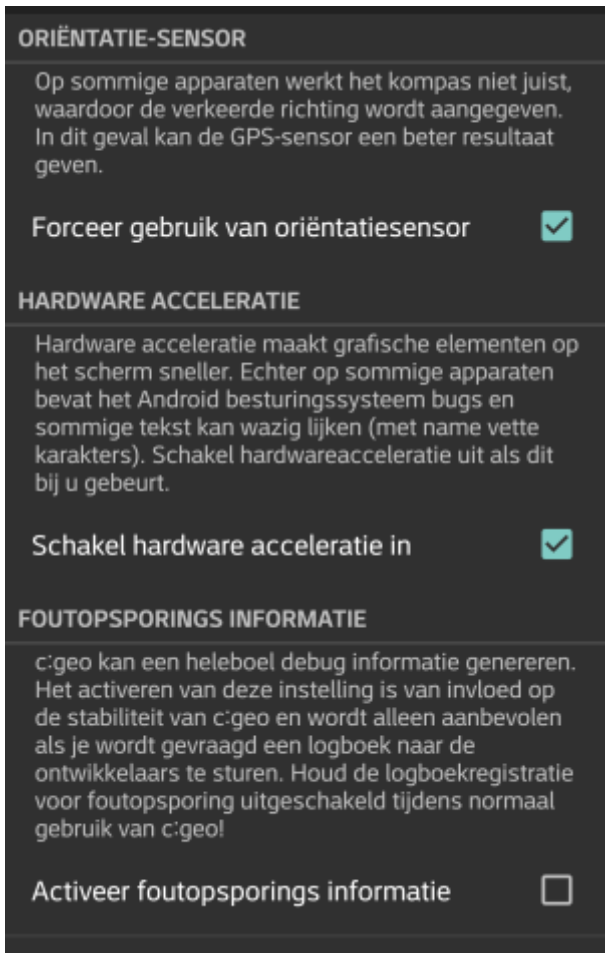 ORIËNTATIE-SENSOR
Op sommige apparaten werkt het kompas niet juist,
waardoor de verkeerde richting wordt aangegeven.
In dit geval kan de GPS-sensor een beter resultaat
geven.
Forceer gebruik van oriëntatiesensor
HARDWARE ACCELERATIE
Hardware acceleratie maakt grafische elementen op
het scherm sneller. Echter op sommige apparaten
bevat het Android besturingssysteem bugs en
sommige tekst kan wazig lijken (met name vette
karakters). Schakel hardwareacceleratie uit als dit
bij u gebeurt.
Schakel hardware acceleratie in
FOUTOPSPORINGS INFORMATIE
c:geo kan een heleboel debug informatie genereren.
Het activeren van deze instelling is van invloed op
de stabiliteit van c:geo en wordt alleen aanbevolen
als je wordt gevraagd een logboek naar de
ontwikkelaars te sturen. Houd de logboekregistratie
voor foutopsporing uitgeschakeld tijdens normaal
gebruik van c:geo!
Activeer foutopsporings informatie